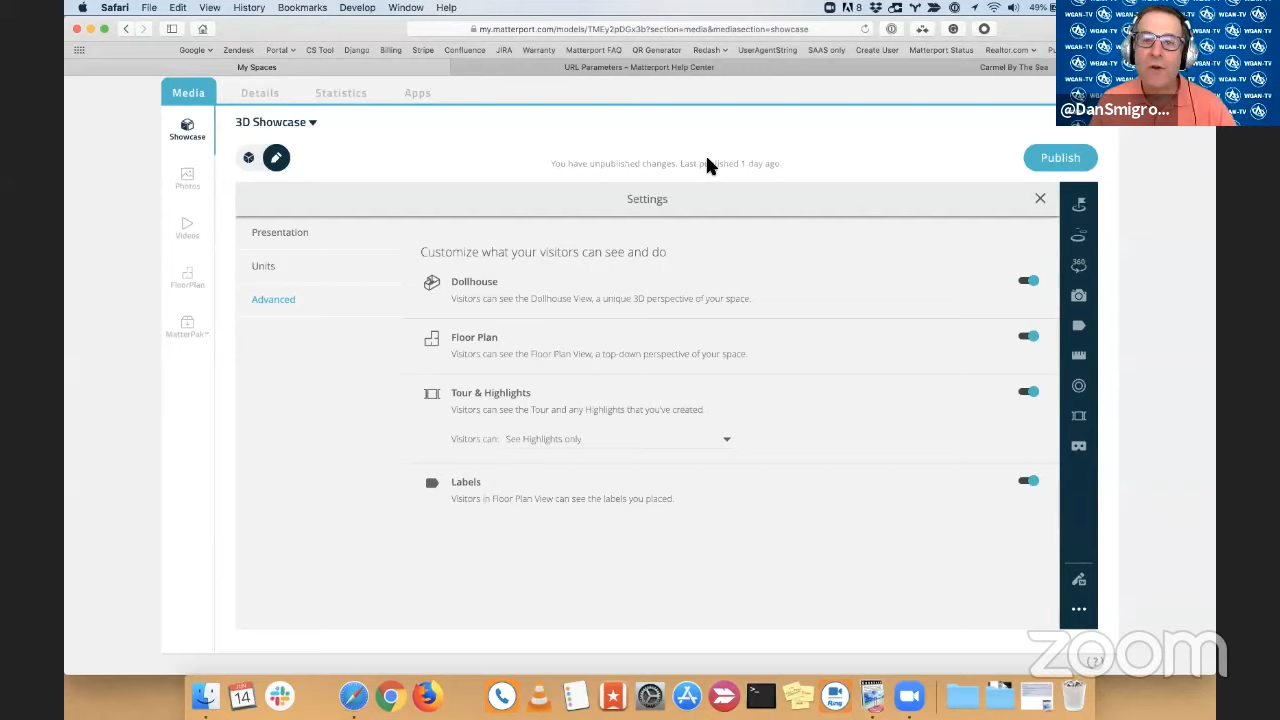 Safari File Edit View History Bookmarks Develop Window Help 8 49%
my.matterport.com/models/TMEy2pDGx3b?section=media&mediasection=showcase
Google Zendesk Portal CS Tool Django Billing Stripe Confluence JIRA Warranty Matterport FAQ QR Generator Redash UserAgentString SAAS only Create User Matterport Status Realtor.com
My Spaces URL Parameters – Matterport Help Center Carmel By The Sea
WGAN-TV
@DanSmigro...
Media Details Statistics Apps
Showcase
Photos
Videos
FloorPlan
MatterPak™
3D Showcase
You have unpublished changes. Last published 1 day ago.
Publish
Settings
Presentation
Units
Advanced
Customize what your visitors can see and do
Dollhouse
Visitors can see the Dollhouse View, a unique 3D perspective of your space.
Floor Plan
Visitors can see the Floor Plan View, a top-down perspective of your space.
Tour & Highlights
Visitors can see the Tour and any Highlights that you've created.
Visitors can: See Highlights only
Labels
Visitors in Floor Plan View can see the labels you placed.
360
(?)
zoom
14
Ring